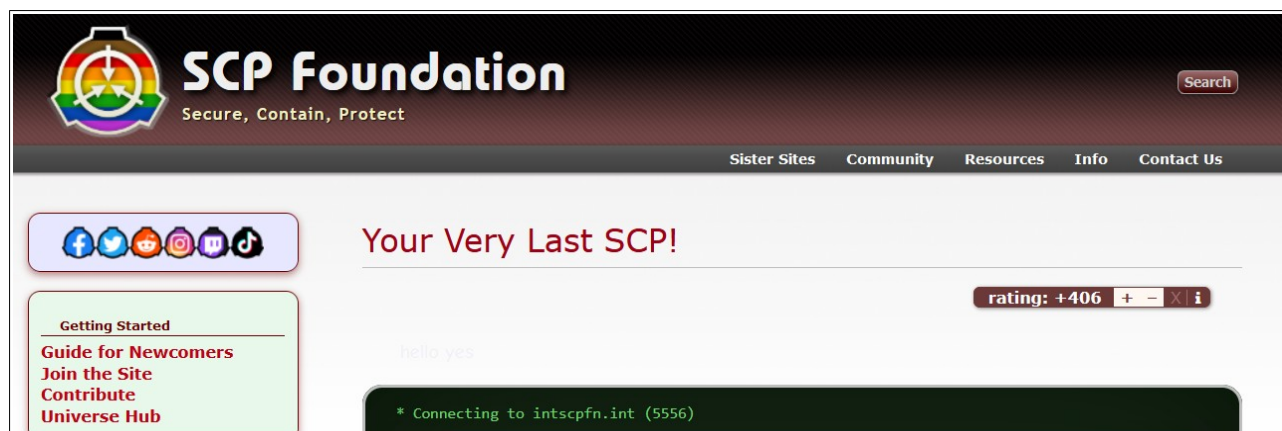 SCP Foundation
Secure, Contain, Protect
Search
Sister Sites Community Resources Info Contact Us
Your Very Last SCP!
rating: +406 + – X i
hello yes
Getting Started
Guide for Newcomers
Join the Site
Contribute
Universe Hub
* Connecting to intscpfn.int (5556)